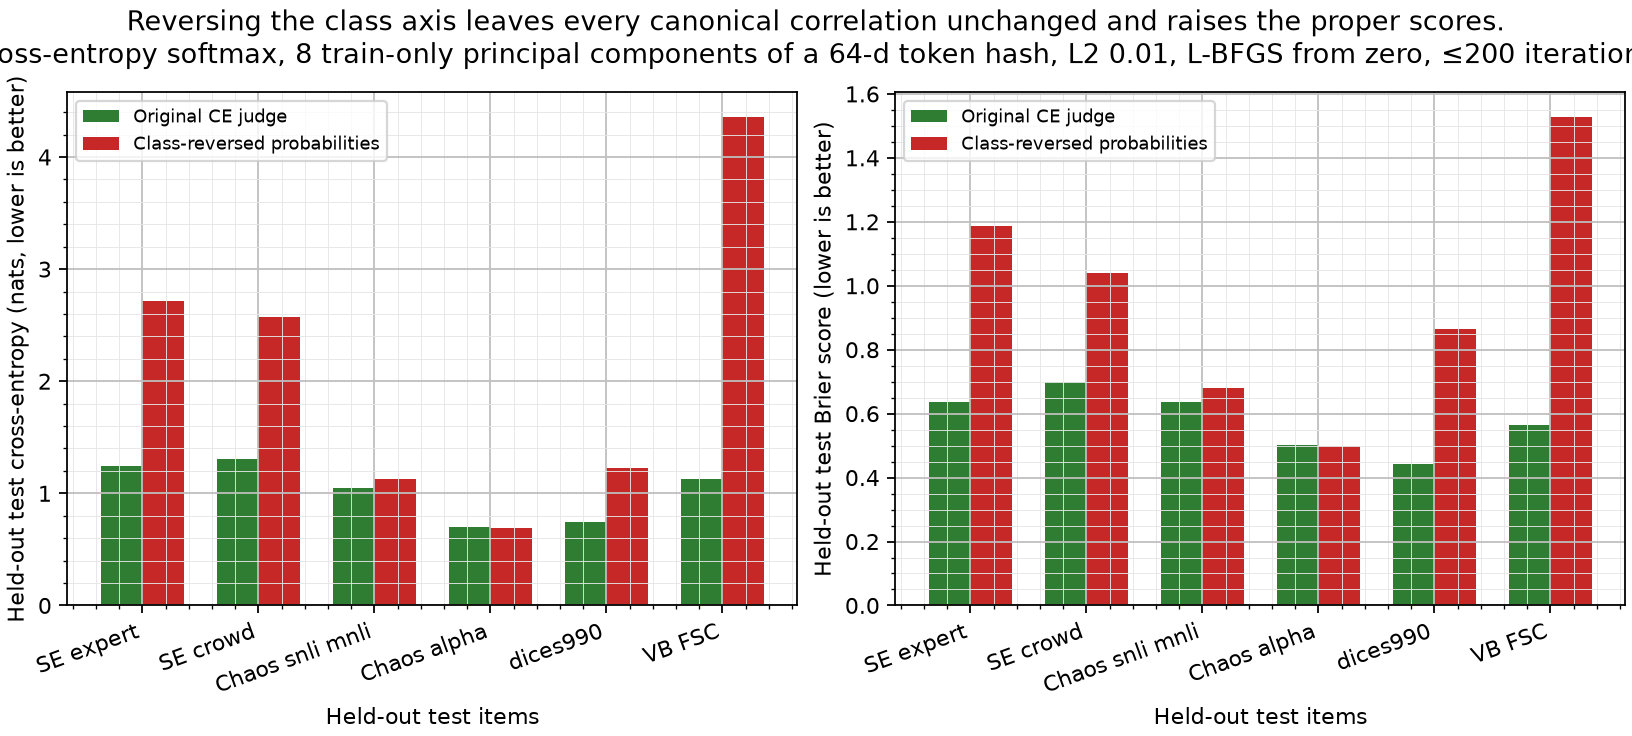 Reversing the class axis leaves every canonical correlation unchanged and raises the proper scores.
oss-entropy softmax, 8 train-only principal components of a 64-d token hash, L2 0.01, L-BFGS from zero, ≤200 iteration
Held-out test cross-entropy (nats, lower is better)
Original CE judge
Class-reversed probabilities
4
3
2
1
0
SE expert
SE crowd
Chaos snli mnli
Chaos alpha
dices990
VB FSC
Held-out test items
Held-out test Brier score (lower is better)
Original CE judge
Class-reversed probabilities
1.6
1.4
1.2
1.0
0.8
0.6
0.4
0.2
0.0
SE expert
SE crowd
Chaos snli mnli
Chaos alpha
dices990
VB FSC
Held-out test items